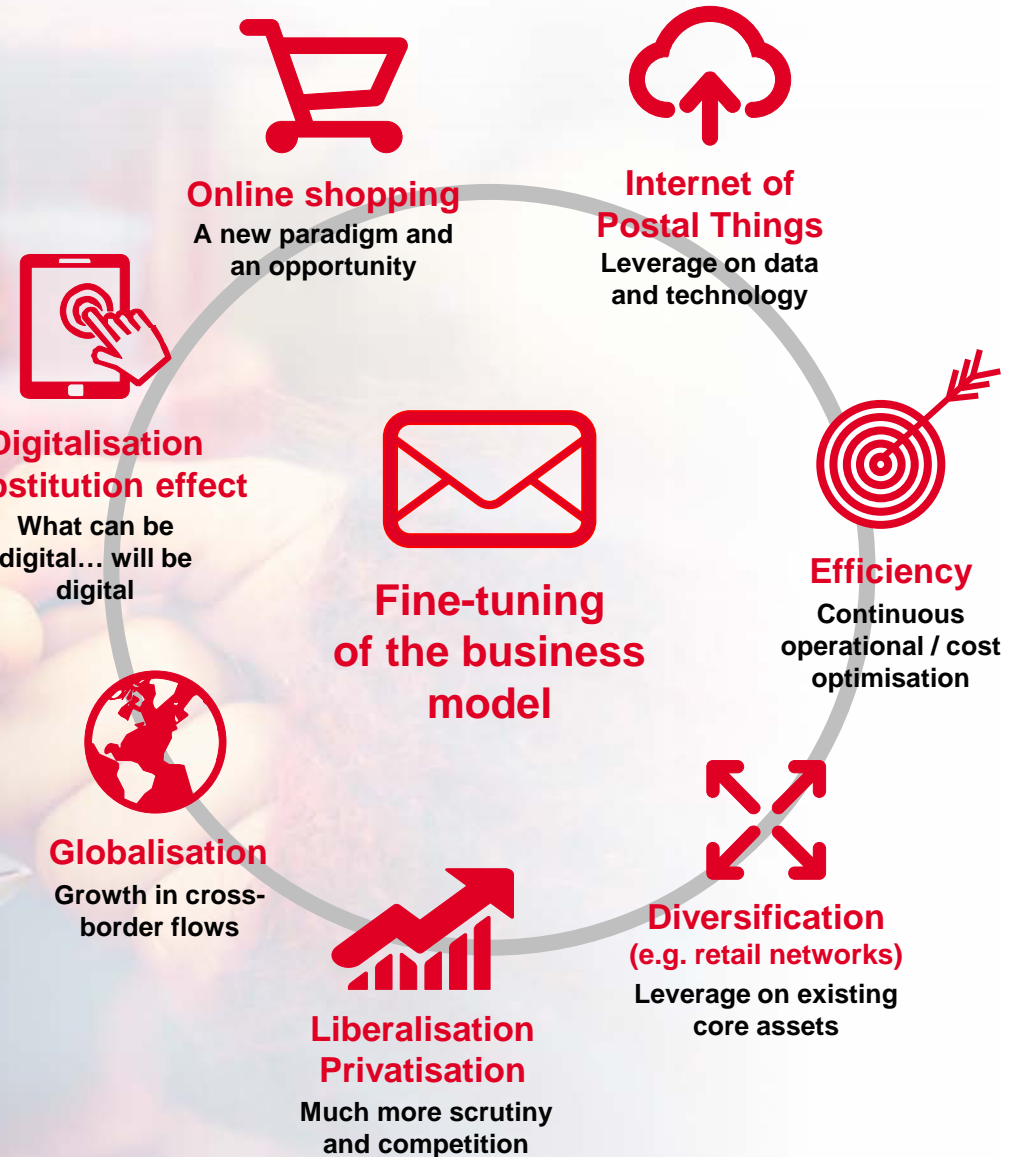 Online shopping
A new paradigm and
an opportunity
Internet of
Postal Things
Leverage on data
and technology
Efficiency
Continuous
operational / cost
optimisation
Diversification
(e.g. retail networks)
Leverage on existing
core assets
Liberalisation
Privatisation
Much more scrutiny
and competition
Globalisation
Growth in cross-
border flows
Digitalisation
effect
What can be
digital… will be
digital
Fine-tuning
of the business
model